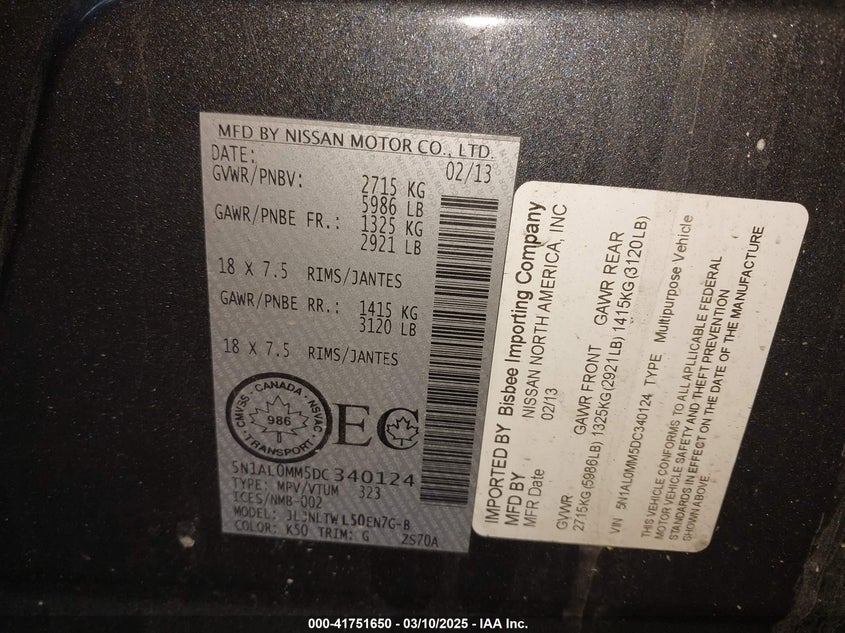 MFD BY NISSAN MOTOR CO., LTD.
DATE: 02/13
GVWR/PNBV: 2715 KG
5986 LB
GAWR/PNBE FR.: 1325 KG
2921 LB
18 X 7.5 RIMS/JANTES
GAWR/PNBE RR.: 1415 KG
3120 LB
18 X 7.5 RIMS/JANTES
CANADA
CMVSS NSVAC
986
TRANSPORT
EC
5N1AL0MM5DC340124
TYPE: MPV/VTUM 323
ICES/NMB-002
MODEL: JLJNLTWL50EN7G-B
COLOR: K50 TRIM: G 2S70A
IMPORTED BY Bisbee Importing Company
MFD BY NISSAN NORTH AMERICA, INC
MFR Date 02/13
GVWR GAWR FRONT GAWR REAR
2715KG(5986LB) 1325KG(2921LB) 1415KG(3120LB)
VIN 5N1AL0MM5DC340124 TYPE Multipurpose Vehicle
THIS VEHICLE CONFORMS TO ALL APLLICABLE FEDERAL
MOTOR VEHICLE SAFETY AND THEFT PREVENTION
STANDARDS IN EFFECT ON THE DATE OF THE MANUFACTURE
SHOWN ABOVE
000-41751650 - 03/10/2025 - IAA Inc.